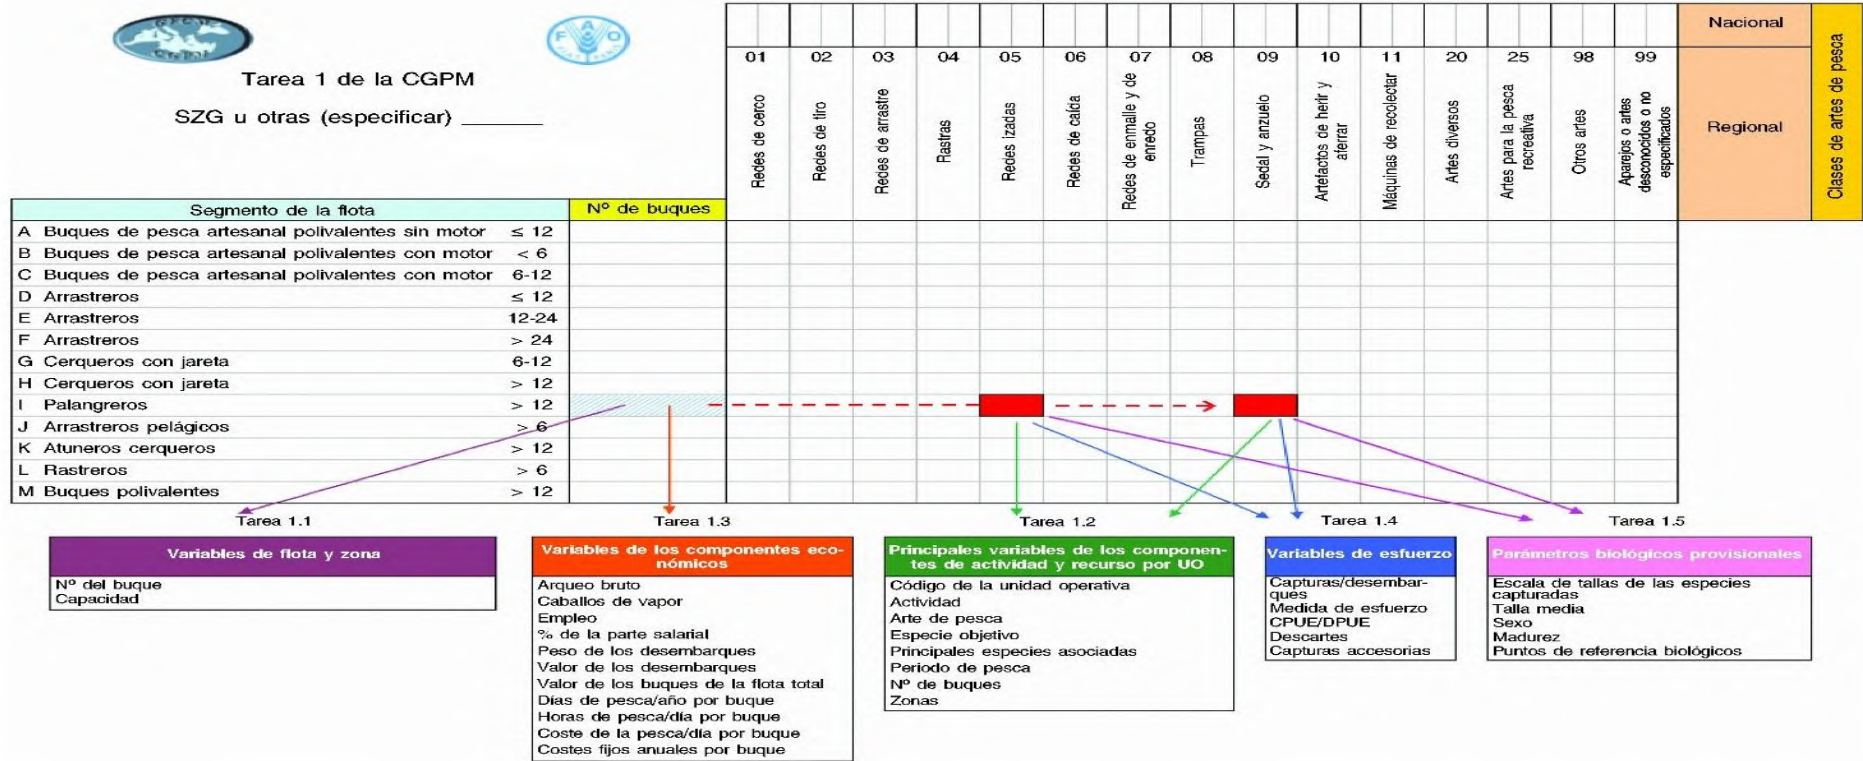 FAO
Tarea 1 de la CGPM
SZG u otras (especificar) ______
Nacional
Regional
Clases artes de pesca
01
02
03
04
05
06
07
08
09
10
11
20
25
98
99
Redes de cerco
Redes de tiro
Redes de arrastre
Rastras
Redes izadas
Redes de caída
Redes de enmalle y de
enredo
Trampas
Sedal y anzuelo
Artefactos de herir y
aferrar
Máquinas de recolectar
Artes diversos
Artes para la pesca
recreativa
Otros artes
Aparejos o artes
desconocidos o no
especificados
Segmento de la flota
Nº de buques
A Buques de pesca artesanal polivalentes sin motor ≤ 12
B Buques de pesca artesanal polivalentes con motor < 6
C Buques de pesca artesanal polivalentes con motor 6-12
D Arrastreros ≤ 12
E Arrastreros 12-24
F Arrastreros > 24
G Cerqueros con jareta 6-12
H Cerqueros con jareta > 12
I Palangreros > 12
J Arrastreros pelágicos > 6
K Atuneros cerqueros > 12
L Rastreros > 6
M Buques polivalentes > 12
Tarea 1.1
Variables de flota y zona
Nº del buque
Capacidad
Tarea 1.3
Variables de los componentes eco-
nómicos
Arqueo bruto
Caballos de vapor
Empleo
% de la parte salarial
Peso de los desembarques
Valor de los desembarques
Valor de los buques de la flota total
Días de pesca/año por buque
Horas de pesca/día por buque
Coste de la pesca/día por buque
Costes fijos anuales por buque
Tarea 1.2
Principales variables de los componen-
tes de actividad y recurso por UO
Código de la unidad operativa
Actividad
Arte de pesca
Especie objetivo
Principales especies asociadas
Periodo de pesca
Nº de buques
Zonas
Tarea 1.4
Variables de esfuerzo
Capturas/desembar-
ques
Medida de esfuerzo
CPUE/DPUE
Descartes
Capturas accesorias
Tarea 1.5
Parámetros biológicos provisionales
Escala de tallas de las especies
capturadas
Talla media
Sexo
Madurez
Puntos de referencia biológicos